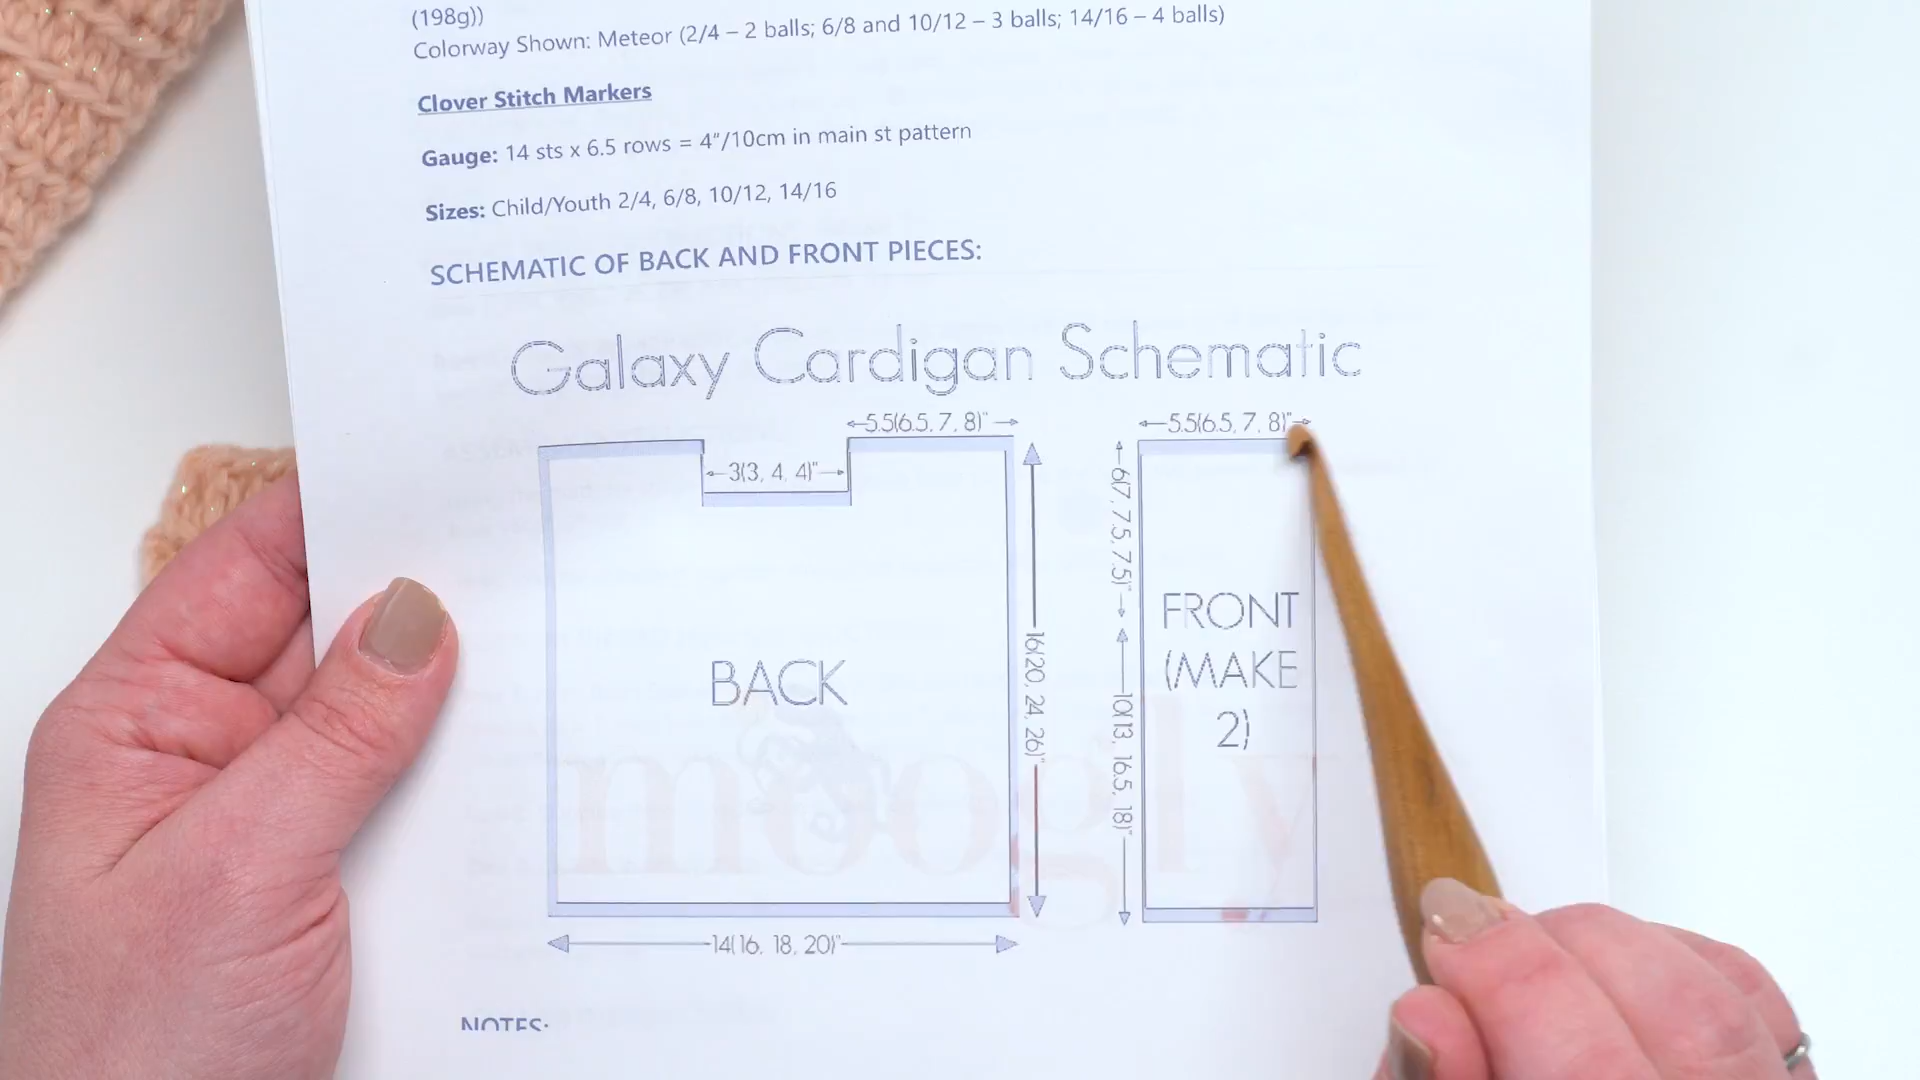 (198g))
Colorway Shown: Meteor (2/4 – 2 balls; 6/8 and 10/12 – 3 balls; 14/16 – 4 balls)
Clover Stitch Markers
Gauge: 14 sts x 6.5 rows = 4"/10cm in main st pattern
Sizes: Child/Youth 2/4, 6/8, 10/12, 14/16
SCHEMATIC OF BACK AND FRONT PIECES:
Galaxy Cardigan Schematic
5.5(6.5, 7, 8)"
5.5(6.5, 7, 8)"
3(3, 4, 4)"
6(7, 7.5, 7.5)"
16(20, 24, 26)"
10(13, 16.5, 18)"
BACK
FRONT
(MAKE
2)
moogly
14(16, 18, 20)"
NOTES: